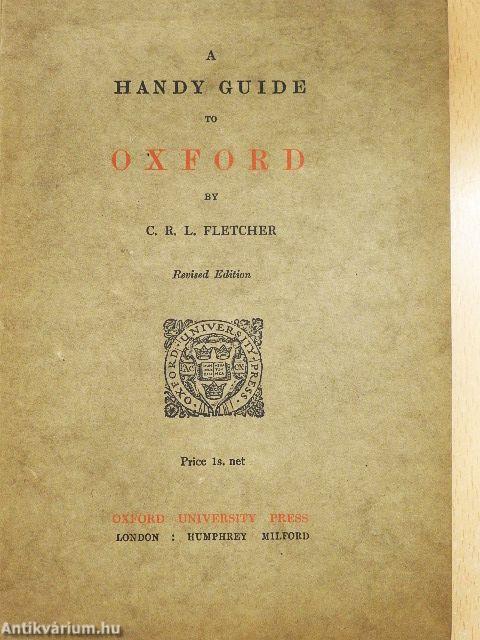 A
HANDY GUIDE
TO
OXFORD
BY
C. R. L. FLETCHER
Revised Edition
OXFORD · UNIVERSITY · PRESS
Price 1s. net
OXFORD UNIVERSITY PRESS
LONDON : HUMPHREY MILFORD
Antikvárium.hu